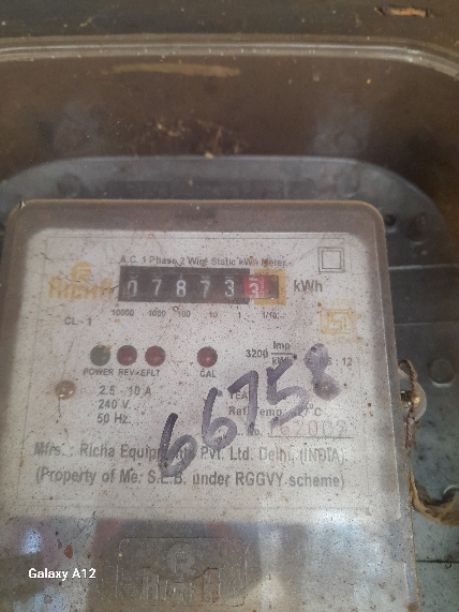 A.C. 1 Phase 2 Wire Static kWh Meter
RICHA
07873 3 kWh
10000 1000 100 10 1 1/10
CL-1
3200 Imp/kWh
POWER REV EFLT CAL
2.5 - 10 A
240 V.
50 Hz.
Ref. Temp.
66758
Mfrs.: Richa Equipments Pvt. Ltd. Delhi, (INDIA)
(Property of Me. S.E.B. under RGGVY scheme)
Galaxy A12